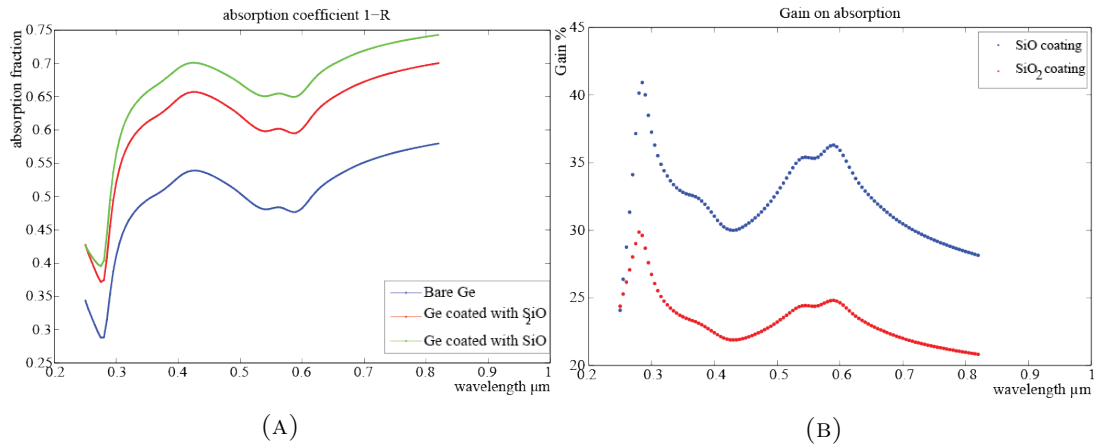 absorption coefficient 1−R
absorption fraction
0.75
0.7
0.65
0.6
0.55
0.5
0.45
0.4
0.35
0.3
0.25
0.2
0.3
0.4
0.5
0.6
0.7
0.8
0.9
1
wavelength µm
Bare Ge
Ge coated with SiO2
Ge coated with SiO
(A)
Gain on absorption
Gain %
45
40
35
30
25
20
0.2
0.3
0.4
0.5
0.6
0.7
0.8
0.9
1
wavelength µm
SiO coating
SiO2 coating
(B)